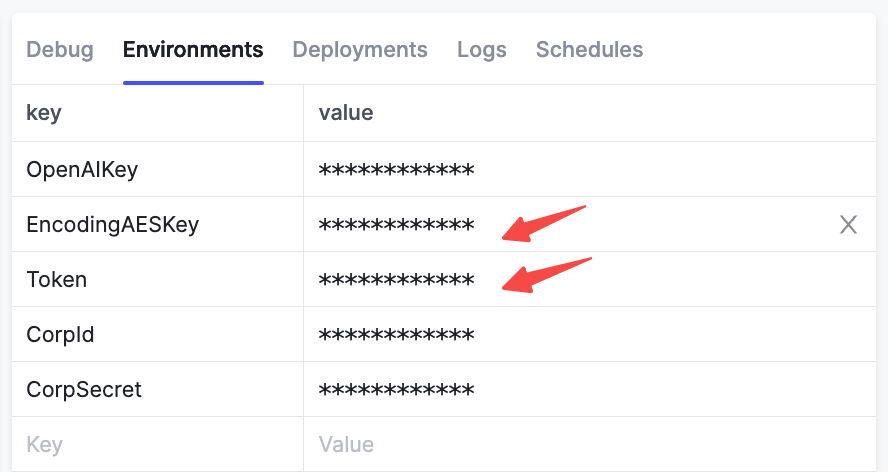 Debug Environments Deployments Logs Schedules
key value
OpenAIKey ************
EncodingAESKey ************ X
Token ************
CorpId ************
CorpSecret ************
Key Value